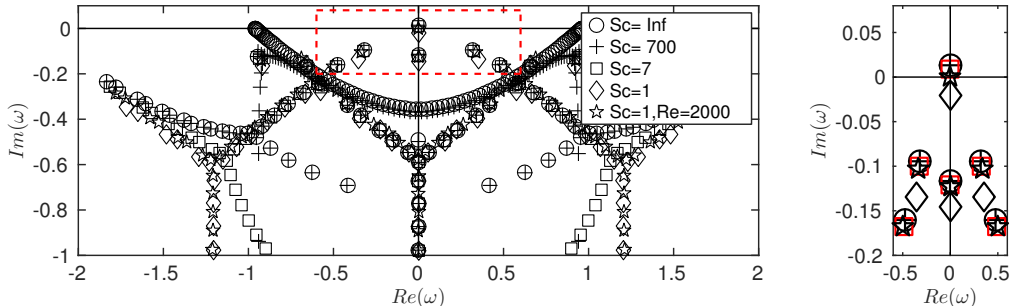 0
-0.2
-0.4
-0.6
-0.8
-1
Im(ω)
-2
-1.5
-1
-0.5
0
0.5
1
1.5
2
Re(ω)
Sc= Inf
Sc= 700
Sc=7
Sc=1
Sc=1,Re=2000
0.05
0
-0.05
-0.1
-0.15
-0.2
Im(ω)
-0.5
0
0.5
Re(ω)